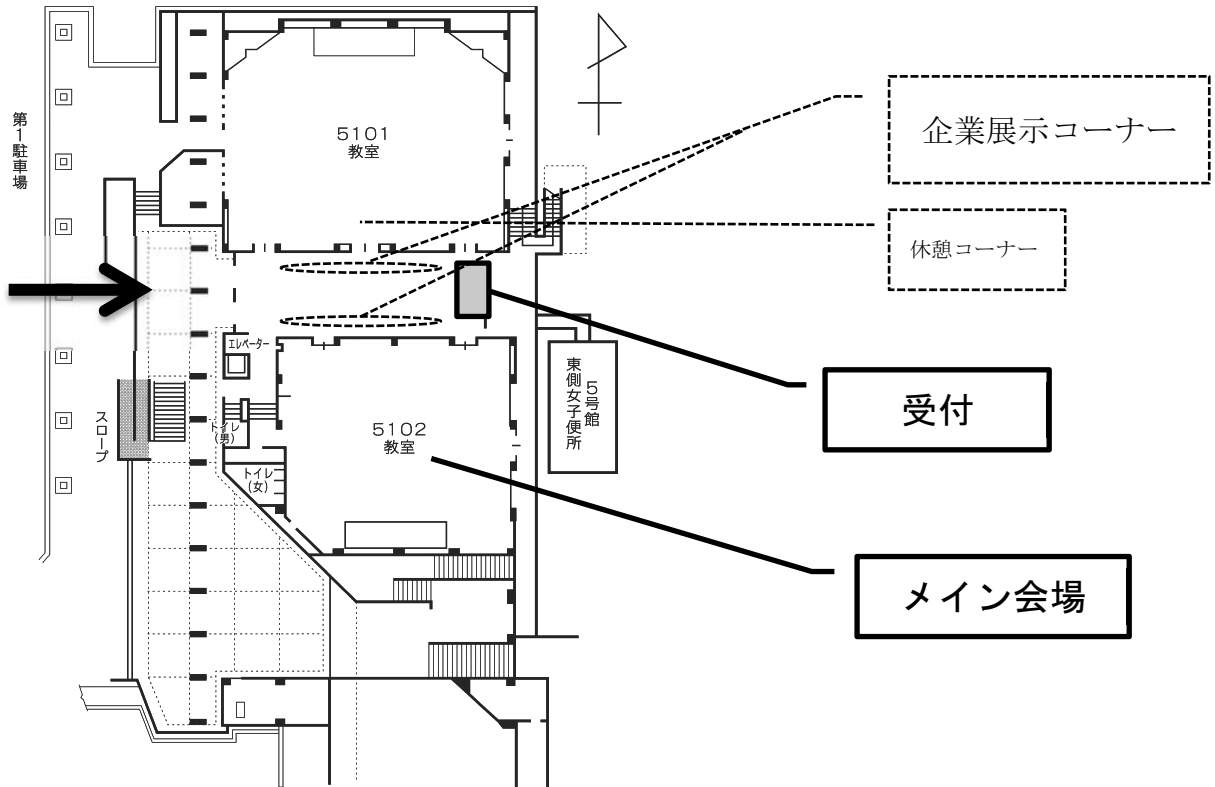 第1駐車場
5101
教室
企業展示コーナー
休憩コーナー
エレベーター
受付
スロープ
トイレ
(男)
5102
教室
5号館
東側女子便所
トイレ
(女)
メイン会場